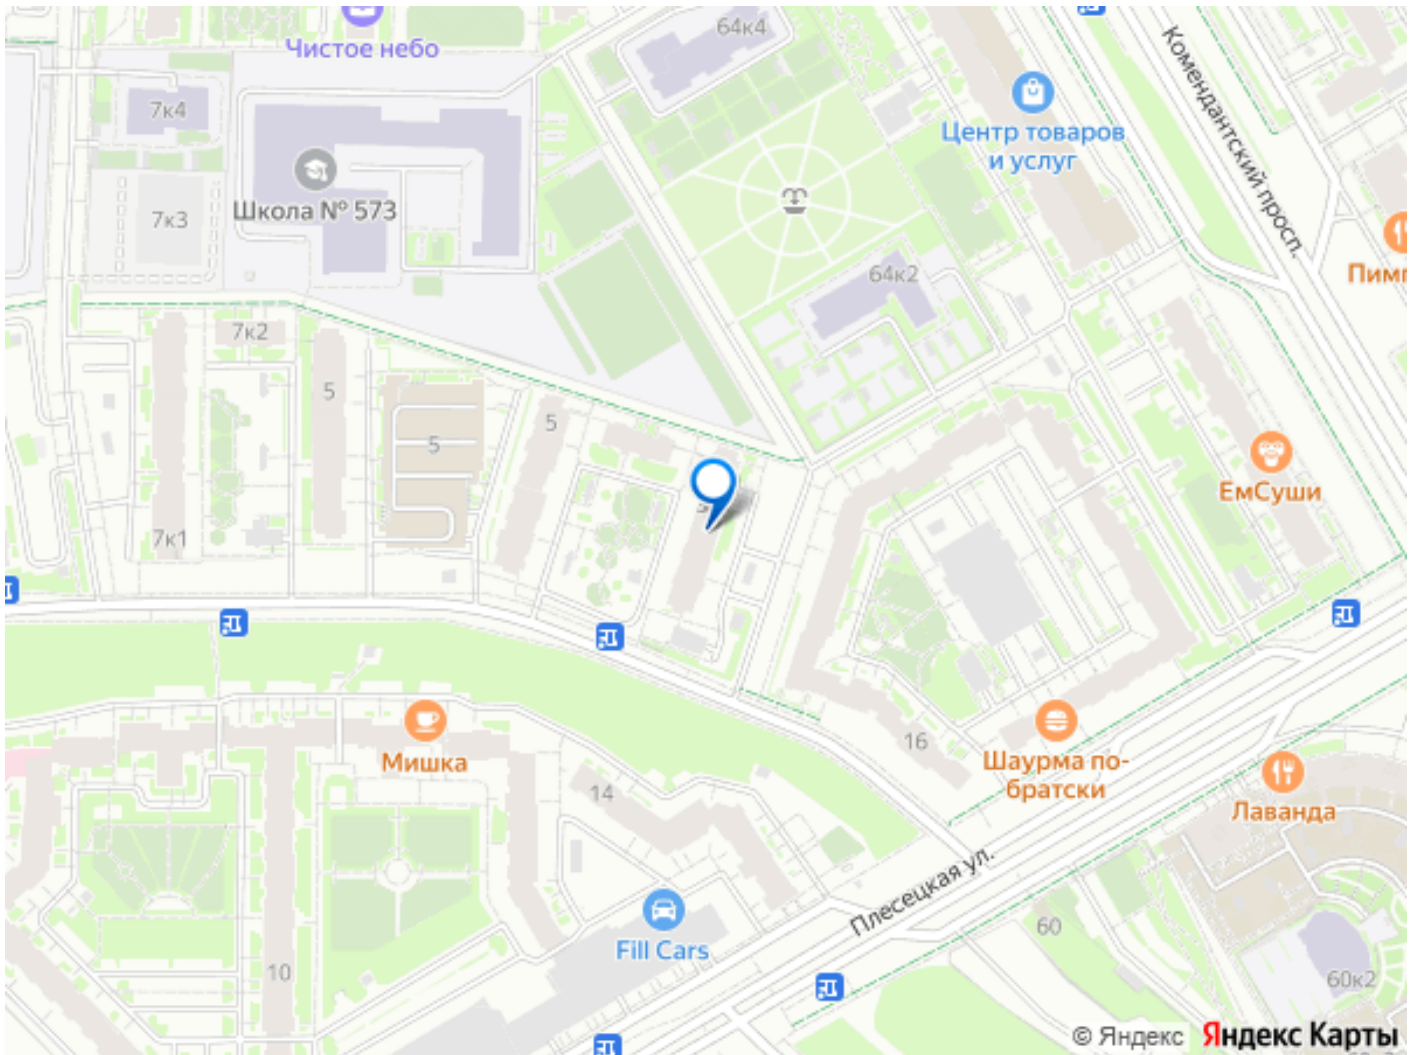 64к4
Чистое небо
Комендантский просп.
7к4
Центр товаров
и услуг
7к3
Школа № 573
64к2
Пимп
7к2
5
5
5
ЕмСуши
7к1
16
Мишка
Шаурма по-
братски
14
Лаванда
Плесецкая ул.
60
Fill Cars
10
60к2
© Яндекс
Яндекс Карты